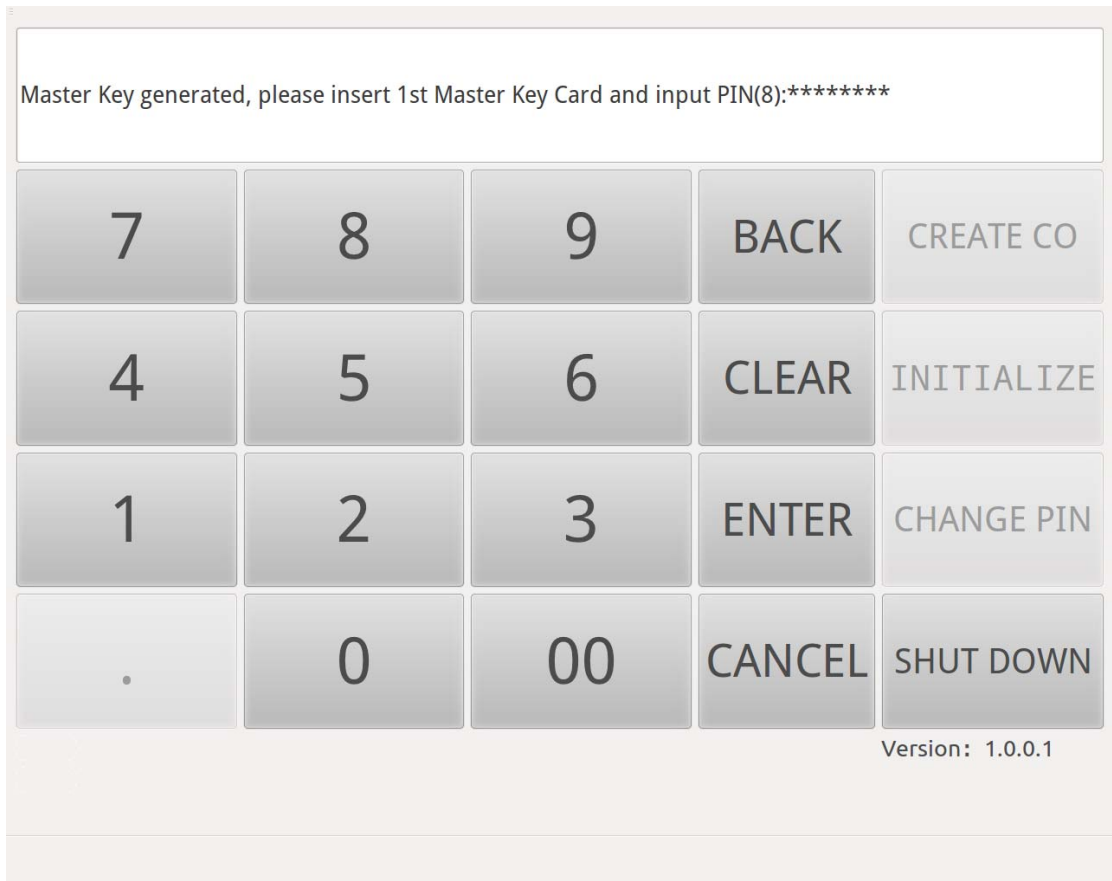 Master Key generated, please insert 1st Master Key Card and input PIN(8):********
7 8 9 BACK CREATE CO
4 5 6 CLEAR INITIALIZE
1 2 3 ENTER CHANGE PIN
. 0 00 CANCEL SHUT DOWN
Version: 1.0.0.1